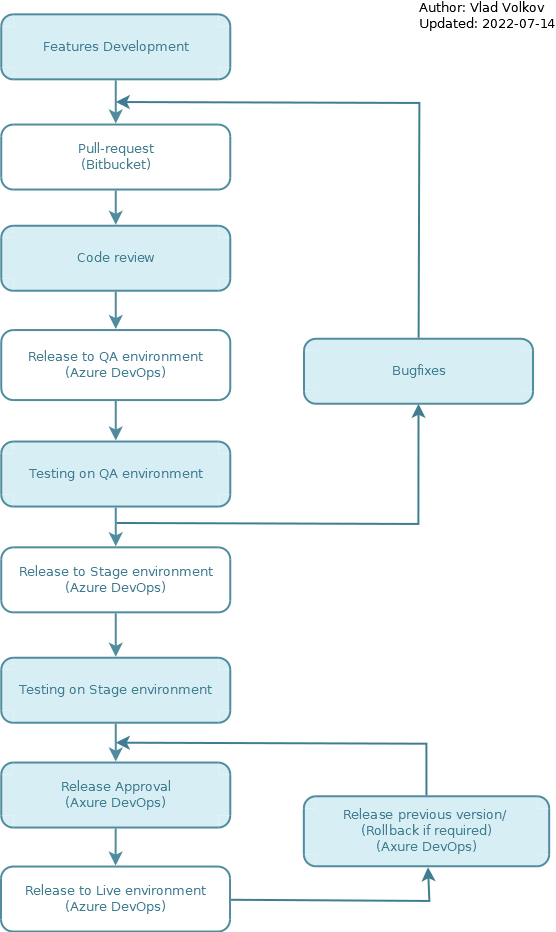 Author: Vlad Volkov
Updated: 2022-07-14
Features Development
Pull-request
(Bitbucket)
Code review
Release to QA environment
(Azure DevOps)
Bugfixes
Testing on QA environment
Release to Stage environment
(Azure DevOps)
Testing on Stage environment
Release Approval
(Axure DevOps)
Release previous version/
(Rollback if required)
(Axure DevOps)
Release to Live environment
(Azure DevOps)